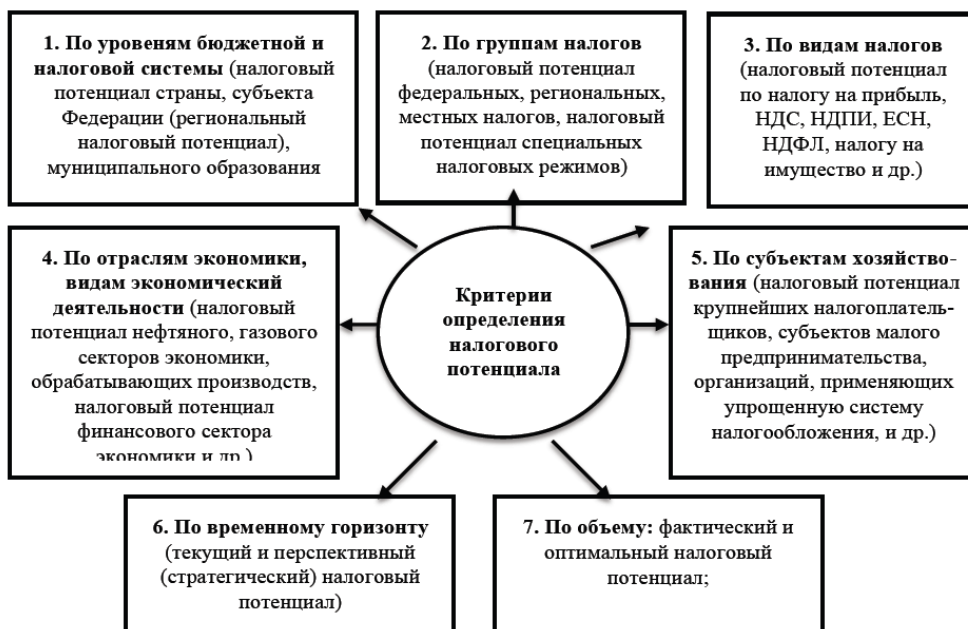 1. По уровеням бюджетной и
налоговой системы (налоговый
потенциал страны, субъекта
Федерации (региональный
налоговый потенциал),
муниципального образования
2. По группам налогов
(налоговый потенциал
федеральных, региональных,
местных налогов, налоговый
потенциал специальных
налоговых режимов)
3. По видам налогов
(налоговый потенциал
по налогу на прибыль,
НДС, НДПИ, ЕСН,
НДФЛ, налогу на
имущество и др.)
4. По отраслям экономики,
видам экономический
деятельности (налоговый
потенциал нефтяного, газового
секторов экономики,
обрабатывающих производств,
налоговый потенциал
финансового сектора
экономики и др.)
Критерии
определения
налогового
потенциала
5. По субъектам хозяйство-
вания (налоговый потенциал
крупнейших налогоплатель-
щиков, субъектов малого
предпринимательства,
организаций, применяющих
упрощенную систему
налогообложения, и др.)
6. По временному горизонту
(текущий и перспективный
(стратегический) налоговый
потенциал)
7. По объему: фактический и
оптимальный налоговый
потенциал;